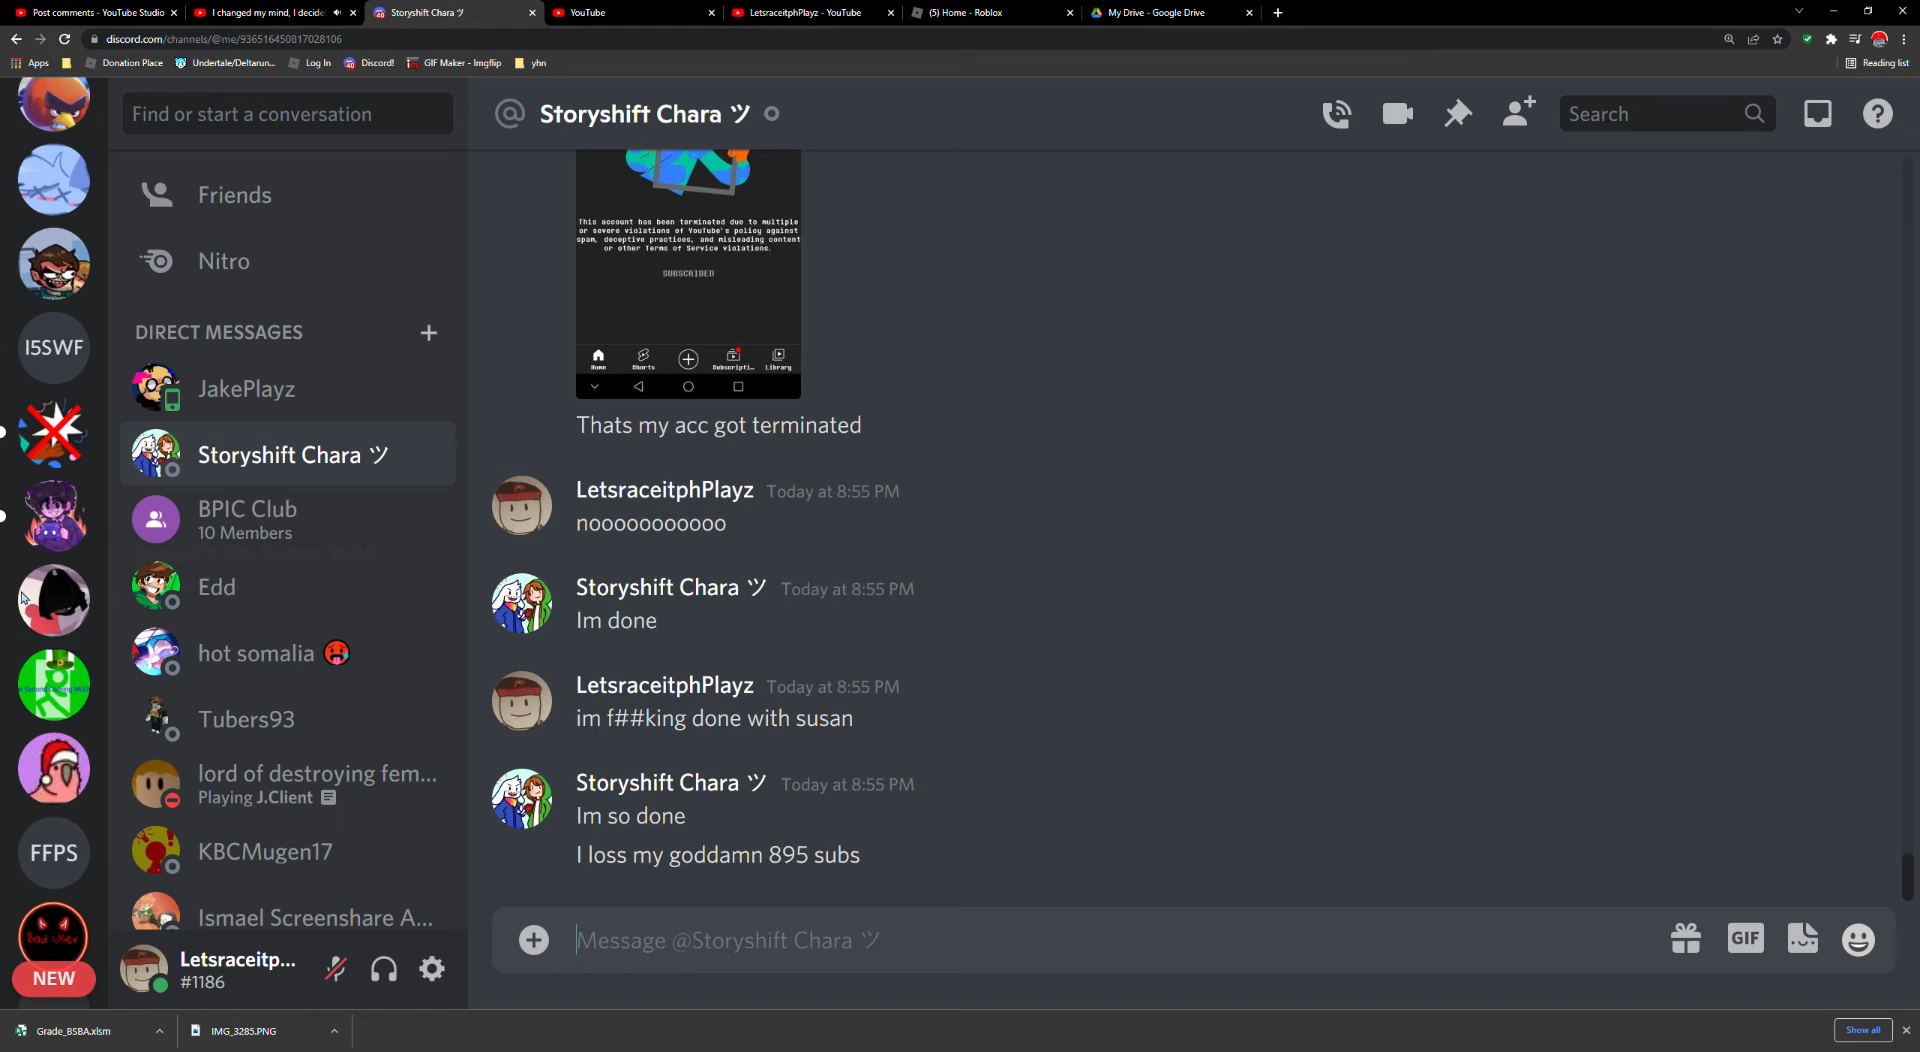 Post comments - YouTube Studio
I changed my mind, I decide
Storyshift Chara ツ
YouTube
LetsraceitphPlayz - YouTube
(5) Home - Roblox
My Drive - Google Drive
discord.com/channels/@me/936516450817028106
Apps
Donation Place
Undertale/Deltarun...
Log In
Discord!
GIF Maker - Imgflip
yhn
Reading list
Find or start a conversation
Storyshift Chara ツ
Search
Friends
Nitro
DIRECT MESSAGES
I5SWF
JakePlayz
Storyshift Chara ツ
BPIC Club
10 Members
Edd
hot somalia
Tubers93
lord of destroying fem...
Playing J.Client
KBCMugen17
FFPS
Ismael Screenshare A...
Bad User
NEW
Letsraceitp...
#1186
This account has been terminated due to multiple
or severe violations of YouTube's policy against
spam, deceptive practices, and misleading content
or other Terms of Service violations.
SUBSCRIBED
Home
Shorts
Subscripti...
Library
Thats my acc got terminated
LetsraceitphPlayz Today at 8:55 PM
nooooooooooo
Storyshift Chara ツ Today at 8:55 PM
Im done
LetsraceitphPlayz Today at 8:55 PM
im f##king done with susan
Storyshift Chara ツ Today at 8:55 PM
Im so done
I loss my goddamn 895 subs
Message @Storyshift Chara ツ
GIF
Grade_BSBA.xlsm
IMG_3285.PNG
Show all